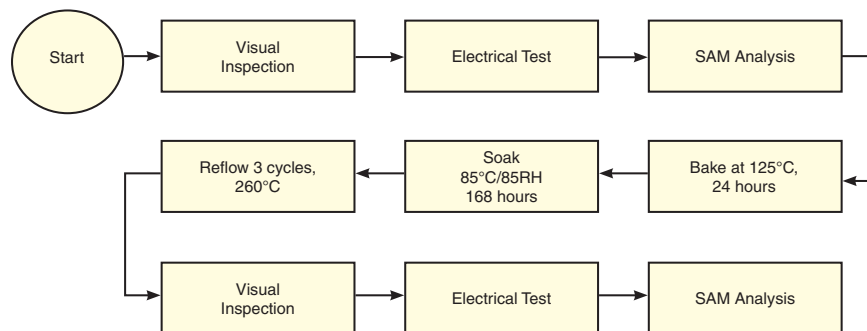 Start
Visual
Inspection
Electrical Test
SAM Analysis
Bake at 125°C,
24 hours
Soak
85°C/85RH
168 hours
Reflow 3 cycles,
260°C
Visual
Inspection
Electrical Test
SAM Analysis